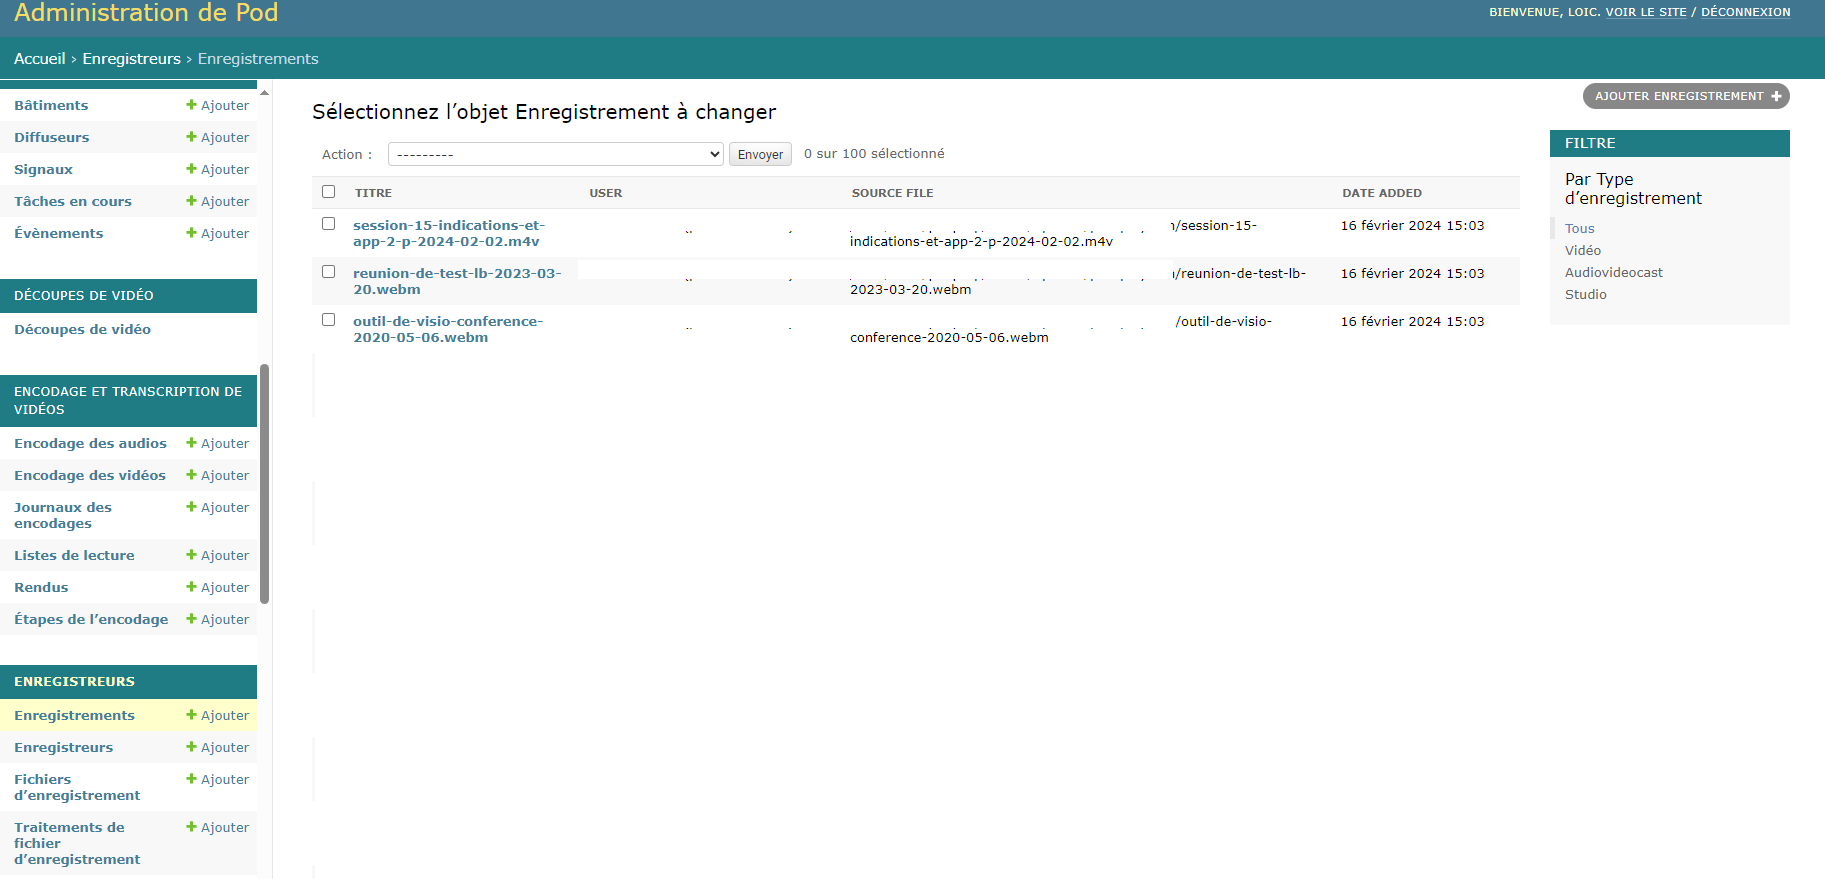 Administration de Pod
BIENVENUE, LOIC. VOIR LE SITE / DÉCONNEXION
Accueil › Enregistreurs › Enregistrements
Bâtiments + Ajouter
Diffuseurs + Ajouter
Signaux + Ajouter
Tâches en cours + Ajouter
Évènements + Ajouter
DÉCOUPES DE VIDÉO
Découpes de vidéo
ENCODAGE ET TRANSCRIPTION DE
VIDÉOS
Encodage des audios + Ajouter
Encodage des vidéos + Ajouter
Journaux des + Ajouter
encodages
Listes de lecture + Ajouter
Rendus + Ajouter
Étapes de l’encodage + Ajouter
ENREGISTREURS
Enregistrements + Ajouter
Enregistreurs + Ajouter
Fichiers + Ajouter
d’enregistrement
Traitements de + Ajouter
fichier
d’enregistrement
Sélectionnez l’objet Enregistrement à changer
Action : --------- Envoyer 0 sur 100 sélectionné
TITRE USER SOURCE FILE DATE ADDED
session-15-indications-et- /session-15- 16 février 2024 15:03
app-2-p-2024-02-02.m4v indications-et-app-2-p-2024-02-02.m4v
reunion-de-test-lb-2023-03- /reunion-de-test-lb- 16 février 2024 15:03
20.webm 2023-03-20.webm
outil-de-visio-conference- /outil-de-visio- 16 février 2024 15:03
2020-05-06.webm conference-2020-05-06.webm
AJOUTER ENREGISTREMENT +
FILTRE
Par Type
d’enregistrement
Tous
Vidéo
Audiovideocast
Studio